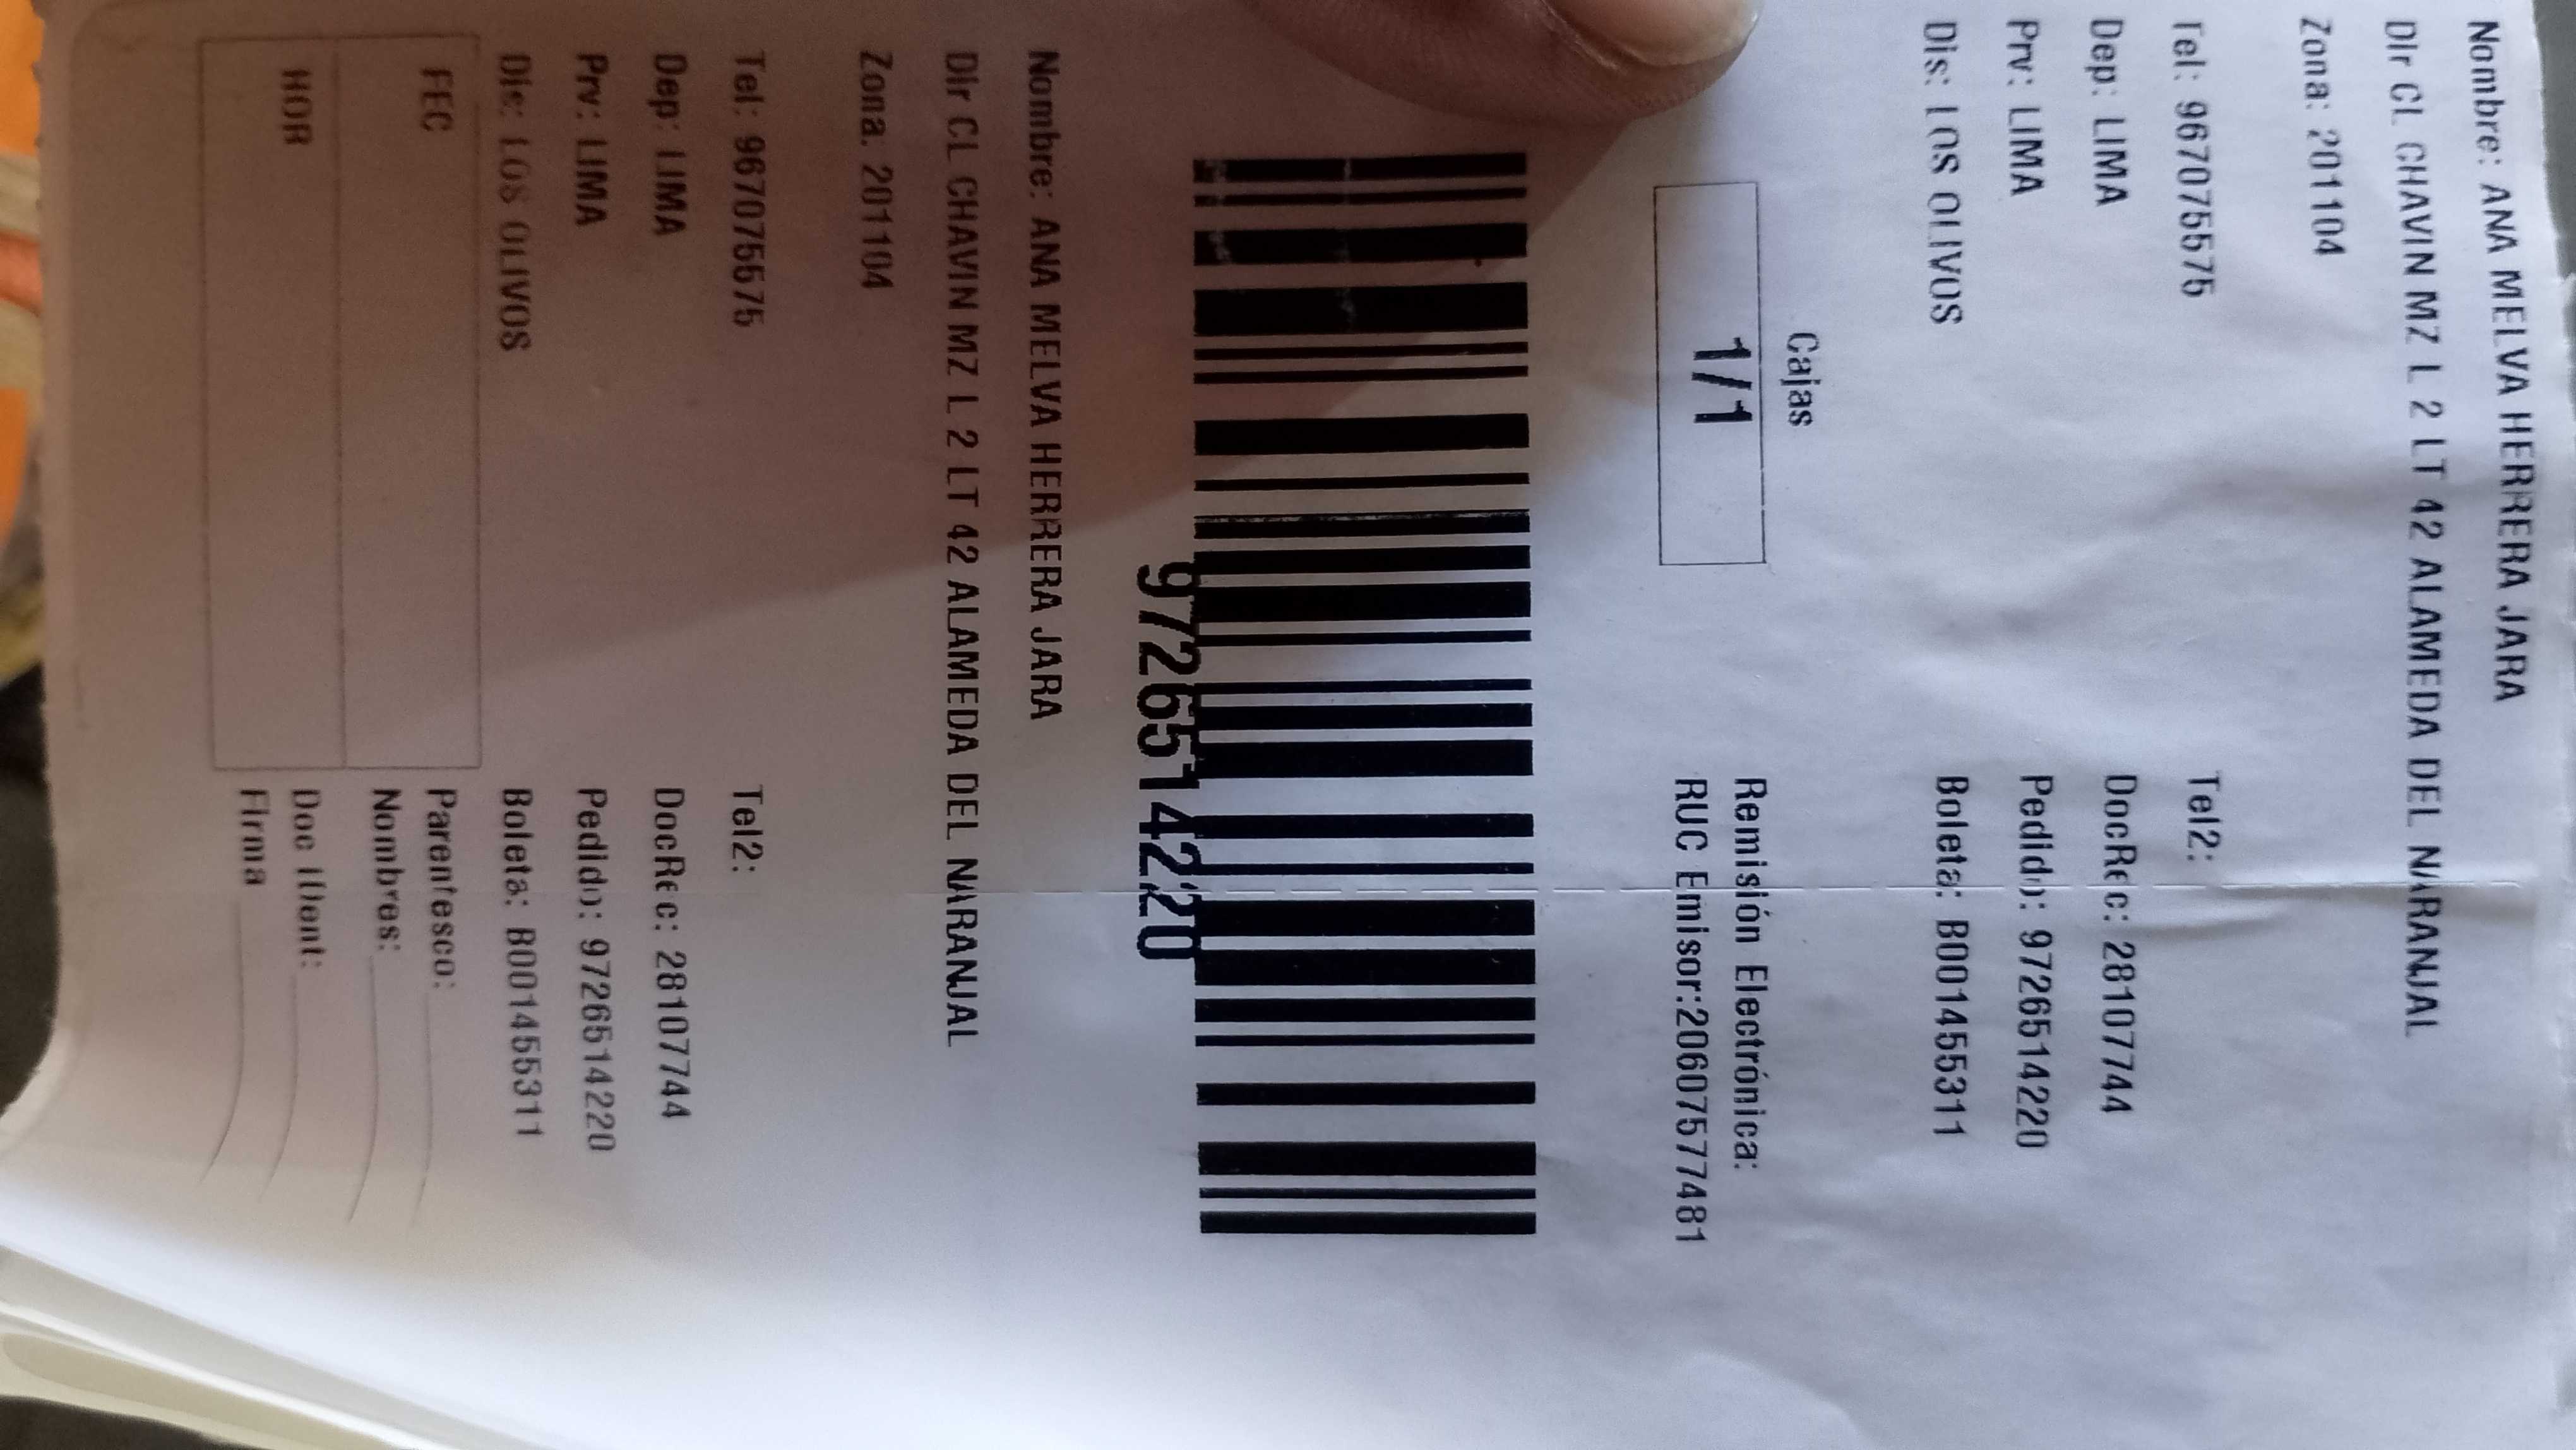 Nombre: ANA MELVA HERRERA JARA
Dir CL CHAVIN MZ L 2 LT 42 ALAMEDA DEL NARANJAL
Zona: 201104
Tel: 967075575 Tel2:
Dep: LIMA DocRec: 28107744
Prv: LIMA Pedido: 9726514220
Dis: LOS OLIVOS Boleta: B001455311
Cajas
1/1
Remisión Electrónica:
RUC Emisor:20607577481
9726514220
Nombre: ANA MELVA HERRERA JARA
Dir CL CHAVIN MZ L 2 LT 42 ALAMEDA DEL NARANJAL
Zona: 201104
Tel: 967075575 Tel2:
Dep: LIMA DocRec: 28107744
Prv: LIMA Pedido: 9726514220
Dis: LOS OLIVOS Boleta: B001455311
FEC
HOR
Parentesco:
Nombres:
Doc Ident:
Firma